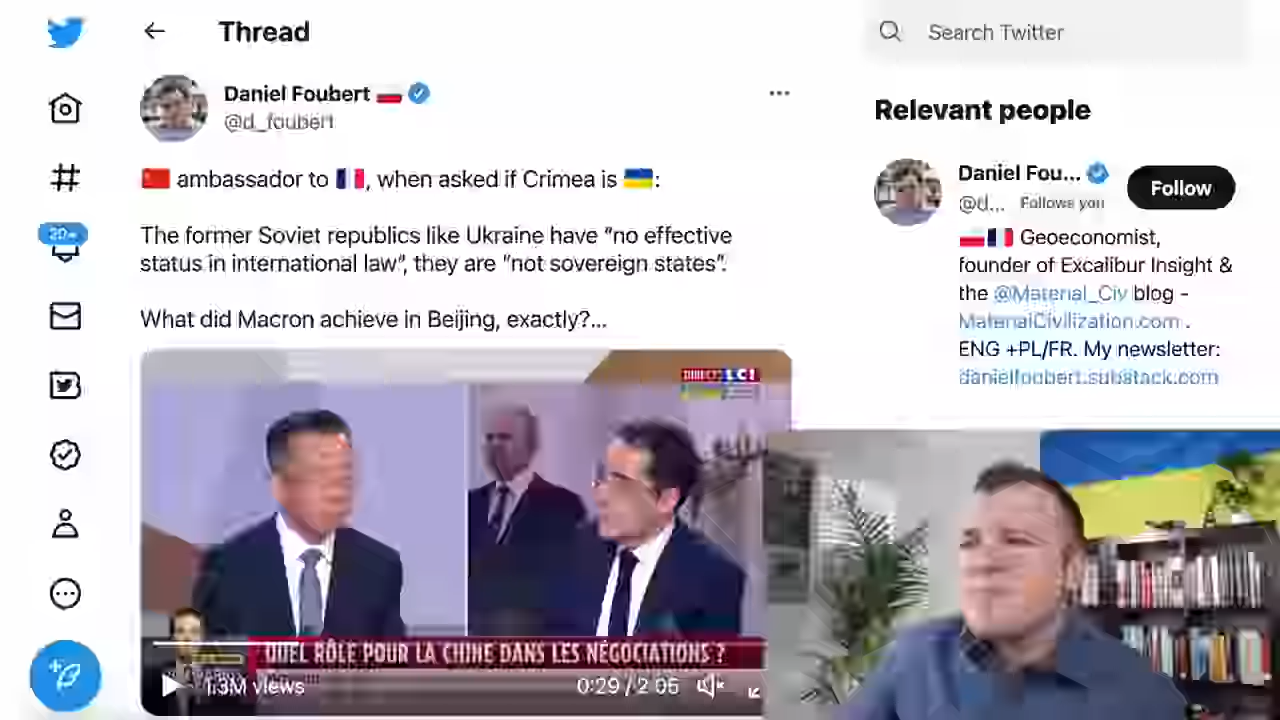 Thread
Search Twitter
Daniel Foubert
@d_foubert
ambassador to , when asked if Crimea is :
The former Soviet republics like Ukraine have “no effective
status in international law”, they are “not sovereign states”.
What did Macron achieve in Beijing, exactly?...
DIRECT LCI
QUEL RÔLE POUR LA CHINE DANS LES NÉGOCIATIONS ?
1.3M views
0:29 / 2:05
Relevant people
Daniel Fou...
@d... Follows you
Follow
Geoeconomist,
founder of Excalibur Insight &
the @Material_Civ blog -
MaterialCivilization.com .
ENG +PL/FR. My newsletter:
danielfoubert.substack.com
20+